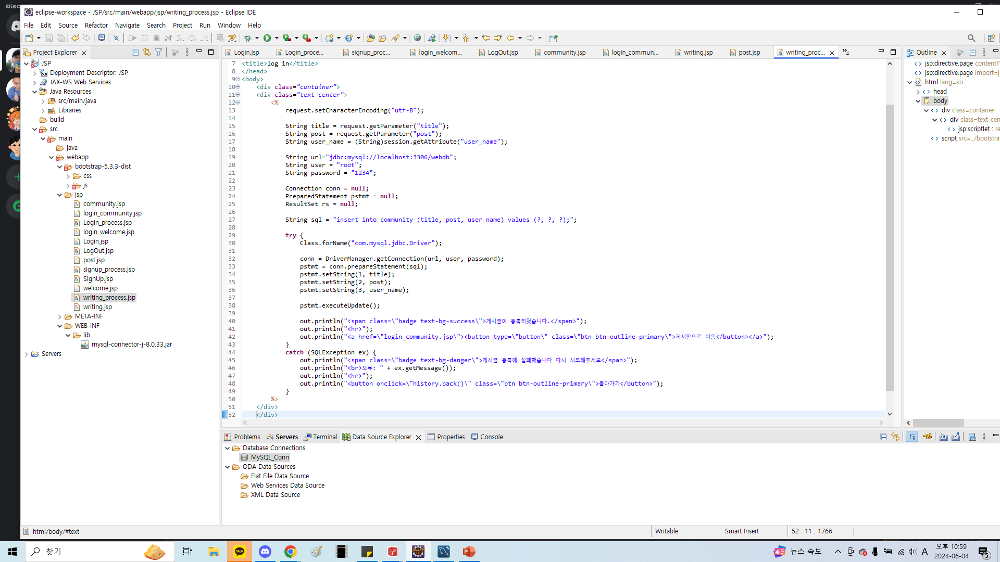 Disc
eclipse-workspace - JSP/src/main/webapp/jsp/writing_process.jsp - Eclipse IDE
File Edit Source Refactor Navigate Search Project Run Window Help
Project Explorer
JSP
Deployment Descriptor: JSP
JAX-WS Web Services
Java Resources
src/main/java
Libraries
build
src
main
java
webapp
bootstrap-5.3.3-dist
css
js
jsp
community.jsp
login_community.jsp
Login_process.jsp
login_welcome.jsp
Login.jsp
LogOut.jsp
post.jsp
signup_process.jsp
SignUp.jsp
welcome.jsp
writing_process.jsp
writing.jsp
META-INF
WEB-INF
lib
mysql-connector-j-8.0.33.jar
Servers
Login.jsp Login_proce... signup_proc... login_welcom... LogOut.jsp community.jsp login_commun... writing.jsp post.jsp writing_proc... »4
7 <title>log in</title>
8 </head>
9 <body>
10 <div class="container">
11 <div class="text-center">
12 <%
13 request.setCharacterEncoding("utf-8");
14
15 String title = request.getParameter("title");
16 String post = request.getParameter("post");
17 String user_name = (String)session.getAttribute("user_name");
18
19 String url="jdbc:mysql://localhost:3306/webdb";
20 String user = "root";
21 String password = "1234";
22
23 Connection conn = null;
24 PreparedStatement pstmt = null;
25 ResultSet rs = null;
26
27 String sql = "insert into community (title, post, user_name) values (?, ?, ?);";
28
29 try {
30 Class.forName("com.mysql.jdbc.Driver");
31
32 conn = DriverManager.getConnection(url, user, password);
33 pstmt = conn.prepareStatement(sql);
34 pstmt.setString(1, title);
35 pstmt.setString(2, post);
36 pstmt.setString(3, user_name);
37
38 pstmt.executeUpdate();
39
40 out.println("<span class=\"badge text-bg-success\">게시글이 등록되었습니다.</span>");
41 out.println("<hr>");
42 out.println("<a href=\"login_community.jsp\"><button type=\"button\" class=\"btn btn-outline-primary\">게시판으로 이동</button></a>");
43 }
44 catch (SQLException ex) {
45 out.println("<span class=\"badge text-bg-danger\">게시글 등록에 실패했습니다 다시 시도해주세요</span>");
46 out.println("<br>오류: " + ex.getMessage());
47 out.println("<hr>");
48 out.println("<button onclick=\"history.back()\" class=\"btn btn-outline-primary\">돌아가기</button>");
49 }
50 %>
51 </div>
52 </div>
Outline
jsp:directive.page contentT
jsp:directive.page import=j
html lang=ko
head
body
div class=container
div class=text-cen
jsp:scriptlet : re
script src=../bootstra
Problems Servers Terminal Data Source Explorer Properties Console
Database Connections
MySQL_Conn
ODA Data Sources
Flat File Data Source
Web Services Data Source
XML Data Source
html/body/#text
Writable
Smart Insert
52 : 11 : 1766
찾기
TALK
뉴스 속보
A
오후 10:59
2024-06-04
5